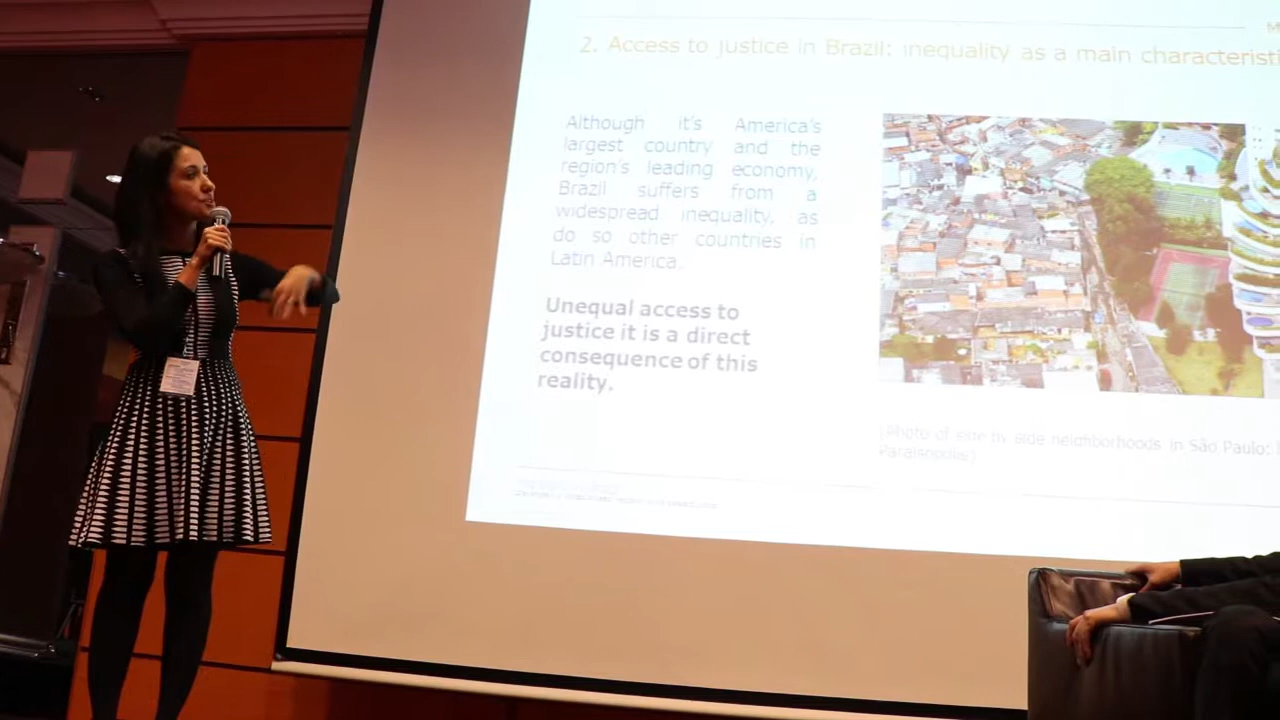 2. Access to justice in Brazil: inequality as a main characteristi
Although it's America's
largest country and the
region's leading economy,
Brazil suffers from a
widespread inequality, as
do so other countries in
Latin America.
Unequal access to
justice it is a direct
consequence of this
reality.
(Photo of side by side neighborhoods in São Paulo:
Paraisópolis)